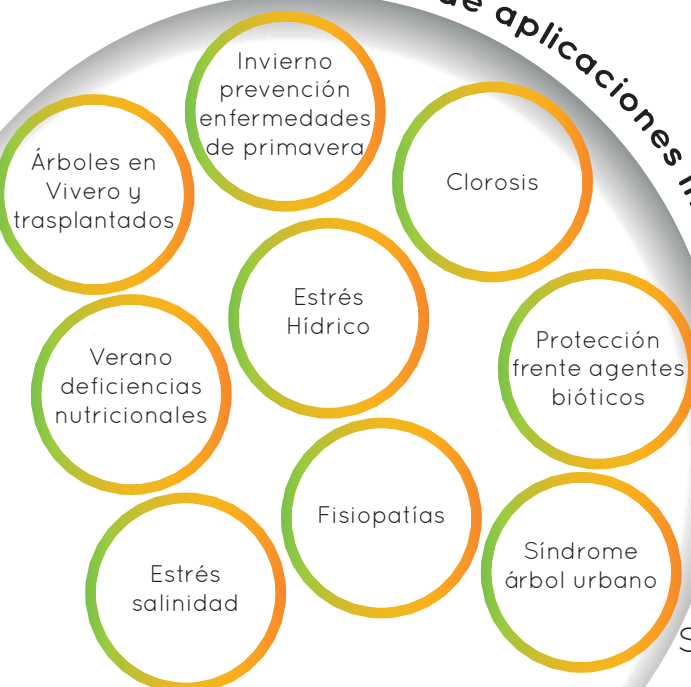 de aplicaciones
Invierno
prevención
enfermedades
de primavera
Árboles en
Vivero y
trasplantados
Clorosis
Estrés
Hídrico
Protección
frente agentes
bióticos
Verano
deficiencias
nutricionales
Fisiopatías
Síndrome
árbol urbano
Estrés
salinidad